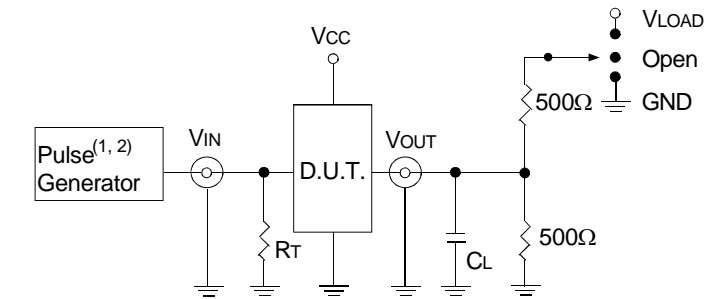 VLOAD
VCC
Open
500Ω
GND
Pulse(1, 2)
Generator
VIN
D.U.T.
VOUT
RT
CL
500Ω